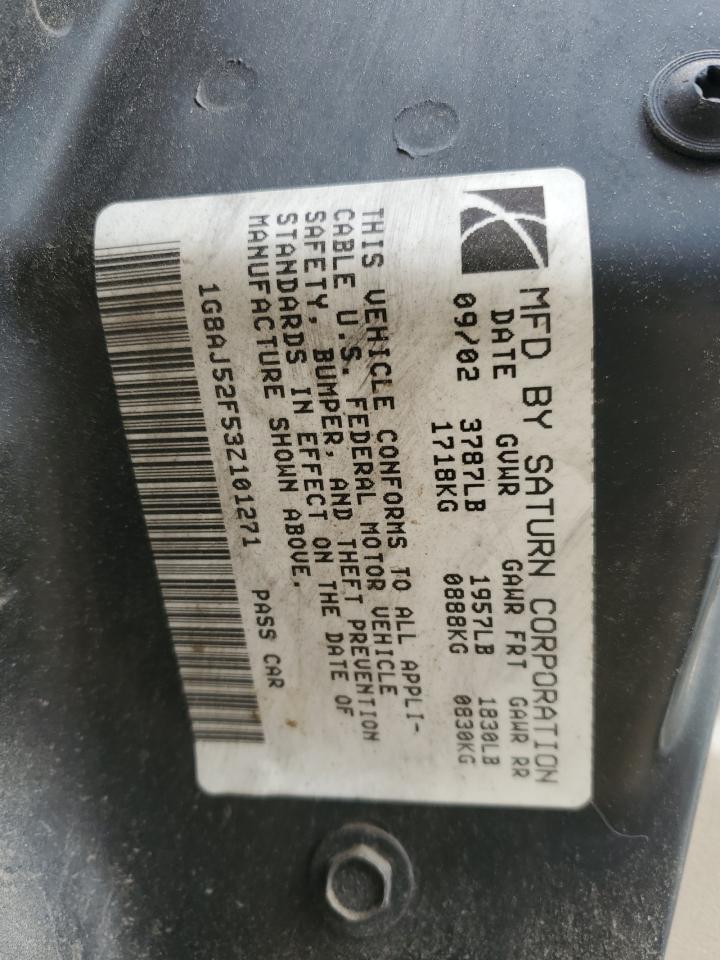 MFD BY SATURN CORPORATION
DATE GVWR GAWR FRT GAWR RR
09/02 3787LB 1957LB 1830LB
1718KG 0888KG 0830KG
THIS VEHICLE CONFORMS TO ALL APPLI-
CABLE U.S. FEDERAL MOTOR VEHICLE
SAFETY, BUMPER, AND THEFT PREVENTION
STANDARDS IN EFFECT ON THE DATE OF
MANUFACTURE SHOWN ABOVE.
1G8AJ52F53Z101271 PASS CAR